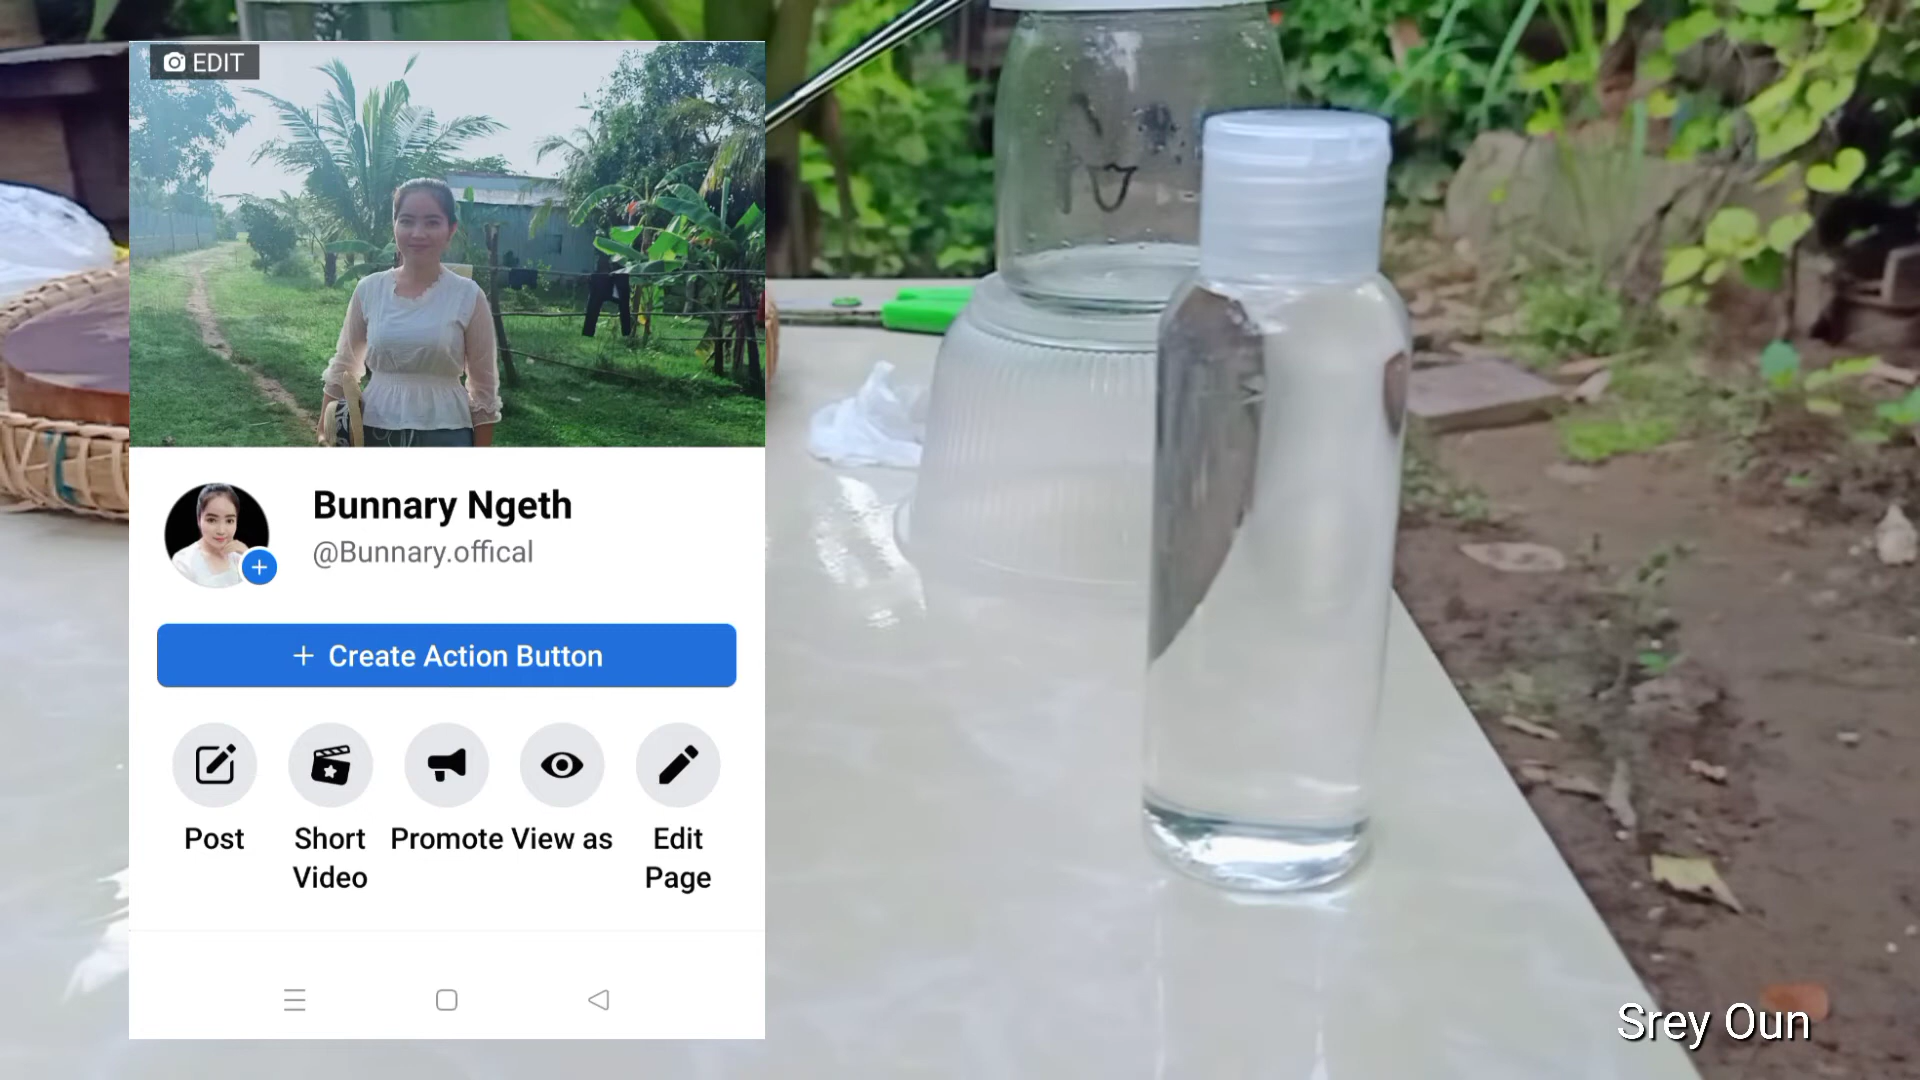 EDIT
Bunnary Ngeth
@Bunnary.offical
+ Create Action Button
Post
Short Video
Promote
View as
Edit Page
Srey Oun